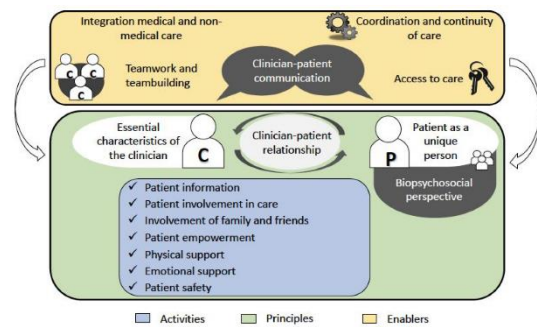 Integration medical and non-
medical care
Coordination and continuity
of care
Teamwork and
teambuilding
C
C
C
Clinician-patient
communication
Access to care
Essential
characteristics of
the clinician
C
Clinician-patient
relationship
P
Patient as a
unique
person
Biopsychosocial
perspective
✓ Patient information
✓ Patient involvement in care
✓ Involvement of family and friends
✓ Patient empowerment
✓ Physical support
✓ Emotional support
✓ Patient safety
Activities
Principles
Enablers